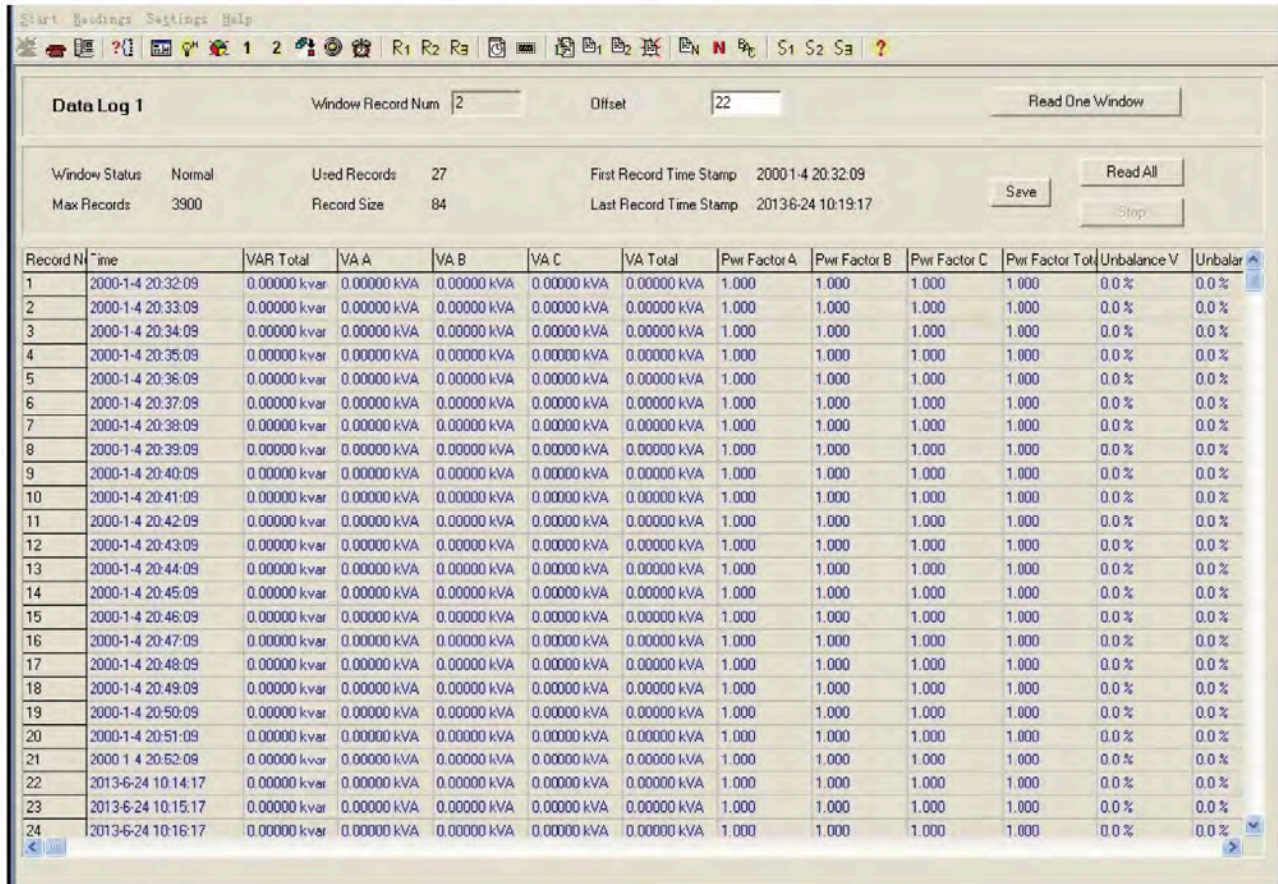 Start Readings Settings Help
?{} 1 2 R1 R2 R3 1 2 N N S1 S2 S3 ?
Data Log 1 Window Record Num 2 Offset 22 Read One Window
Window Status Normal Used Records 27 First Record Time Stamp 2000-1-4 20:32:09 Save Read All
Max Records 3900 Record Size 84 Last Record Time Stamp 2013-6-24 10:19:17 Stop
Record N Time VAR Total VA A VA B VA C VA Total Pwr Factor A Pwr Factor B Pwr Factor C Pwr Factor Tota Unbalance V Unbalar
1 2000-1-4 20:32:09 0.00000 kvar 0.00000 kVA 0.00000 kVA 0.00000 kVA 0.00000 kVA 1.000 1.000 1.000 1.000 0.0 % 0.0 %
2 2000-1-4 20:33:09 0.00000 kvar 0.00000 kVA 0.00000 kVA 0.00000 kVA 0.00000 kVA 1.000 1.000 1.000 1.000 0.0 % 0.0 %
3 2000-1-4 20:34:09 0.00000 kvar 0.00000 kVA 0.00000 kVA 0.00000 kVA 0.00000 kVA 1.000 1.000 1.000 1.000 0.0 % 0.0 %
4 2000-1-4 20:35:09 0.00000 kvar 0.00000 kVA 0.00000 kVA 0.00000 kVA 0.00000 kVA 1.000 1.000 1.000 1.000 0.0 % 0.0 %
5 2000-1-4 20:36:09 0.00000 kvar 0.00000 kVA 0.00000 kVA 0.00000 kVA 0.00000 kVA 1.000 1.000 1.000 1.000 0.0 % 0.0 %
6 2000-1-4 20:37:09 0.00000 kvar 0.00000 kVA 0.00000 kVA 0.00000 kVA 0.00000 kVA 1.000 1.000 1.000 1.000 0.0 % 0.0 %
7 2000-1-4 20:38:09 0.00000 kvar 0.00000 kVA 0.00000 kVA 0.00000 kVA 0.00000 kVA 1.000 1.000 1.000 1.000 0.0 % 0.0 %
8 2000-1-4 20:39:09 0.00000 kvar 0.00000 kVA 0.00000 kVA 0.00000 kVA 0.00000 kVA 1.000 1.000 1.000 1.000 0.0 % 0.0 %
9 2000-1-4 20:40:09 0.00000 kvar 0.00000 kVA 0.00000 kVA 0.00000 kVA 0.00000 kVA 1.000 1.000 1.000 1.000 0.0 % 0.0 %
10 2000-1-4 20:41:09 0.00000 kvar 0.00000 kVA 0.00000 kVA 0.00000 kVA 0.00000 kVA 1.000 1.000 1.000 1.000 0.0 % 0.0 %
11 2000-1-4 20:42:09 0.00000 kvar 0.00000 kVA 0.00000 kVA 0.00000 kVA 0.00000 kVA 1.000 1.000 1.000 1.000 0.0 % 0.0 %
12 2000-1-4 20:43:09 0.00000 kvar 0.00000 kVA 0.00000 kVA 0.00000 kVA 0.00000 kVA 1.000 1.000 1.000 1.000 0.0 % 0.0 %
13 2000-1-4 20:44:09 0.00000 kvar 0.00000 kVA 0.00000 kVA 0.00000 kVA 0.00000 kVA 1.000 1.000 1.000 1.000 0.0 % 0.0 %
14 2000-1-4 20:45:09 0.00000 kvar 0.00000 kVA 0.00000 kVA 0.00000 kVA 0.00000 kVA 1.000 1.000 1.000 1.000 0.0 % 0.0 %
15 2000-1-4 20:46:09 0.00000 kvar 0.00000 kVA 0.00000 kVA 0.00000 kVA 0.00000 kVA 1.000 1.000 1.000 1.000 0.0 % 0.0 %
16 2000-1-4 20:47:09 0.00000 kvar 0.00000 kVA 0.00000 kVA 0.00000 kVA 0.00000 kVA 1.000 1.000 1.000 1.000 0.0 % 0.0 %
17 2000-1-4 20:48:09 0.00000 kvar 0.00000 kVA 0.00000 kVA 0.00000 kVA 0.00000 kVA 1.000 1.000 1.000 1.000 0.0 % 0.0 %
18 2000-1-4 20:49:09 0.00000 kvar 0.00000 kVA 0.00000 kVA 0.00000 kVA 0.00000 kVA 1.000 1.000 1.000 1.000 0.0 % 0.0 %
19 2000-1-4 20:50:09 0.00000 kvar 0.00000 kVA 0.00000 kVA 0.00000 kVA 0.00000 kVA 1.000 1.000 1.000 1.000 0.0 % 0.0 %
20 2000-1-4 20:51:09 0.00000 kvar 0.00000 kVA 0.00000 kVA 0.00000 kVA 0.00000 kVA 1.000 1.000 1.000 1.000 0.0 % 0.0 %
21 2000 1 4 20:52:09 0.00000 kvar 0.00000 kVA 0.00000 kVA 0.00000 kVA 0.00000 kVA 1.000 1.000 1.000 1.000 0.0 % 0.0 %
22 2013-6-24 10:14:17 0.00000 kvar 0.00000 kVA 0.00000 kVA 0.00000 kVA 0.00000 kVA 1.000 1.000 1.000 1.000 0.0 % 0.0 %
23 2013-6-24 10:15:17 0.00000 kvar 0.00000 kVA 0.00000 kVA 0.00000 kVA 0.00000 kVA 1.000 1.000 1.000 1.000 0.0 % 0.0 %
24 2013-6-24 10:16:17 0.00000 kvar 0.00000 kVA 0.00000 kVA 0.00000 kVA 0.00000 kVA 1.000 1.000 1.000 1.000 0.0 % 0.0 %